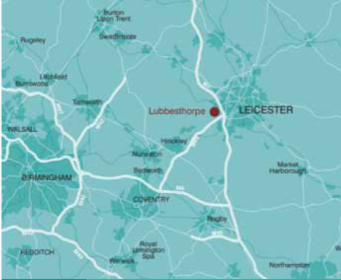 Burton
Upon Trent
Rugeley
Swadlincote
Lichfield
Burntwood
Tamworth
Lubbesthorpe
LEICESTER
WALSALL
Hinckley
Nuneaton
Market
Harborough
Bedworth
BIRMINGHAM
COVENTRY
Rugby
REDDITCH
Royal
Leamington
Spa
Warwick
Northampton